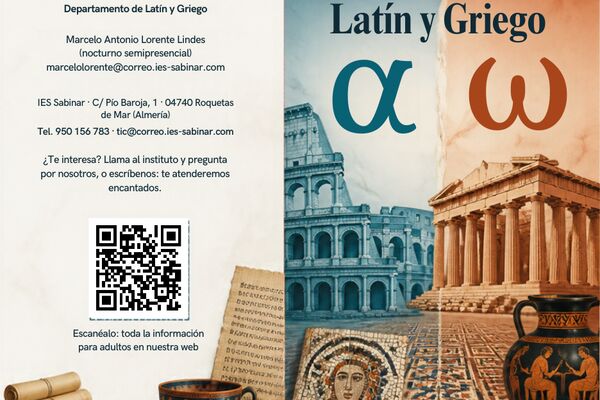 Departamento de Latín y Griego
Marcelo Antonio Lorente Lindes
(nocturno semipresencial)
marcelolorente@correo.ies-sabinar.com
IES Sabinar · C/ Pío Baroja, 1 · 04740 Roquetas
de Mar (Almería)
Tel. 950 156 783 · tic@correo.ies-sabinar.com
¿Te interesa? Llama al instituto y pregunta
por nosotros, o escríbenos: te atenderemos
encantados.
Escanéalo: toda la información
para adultos en nuestra web
Latín y Griego
α ω